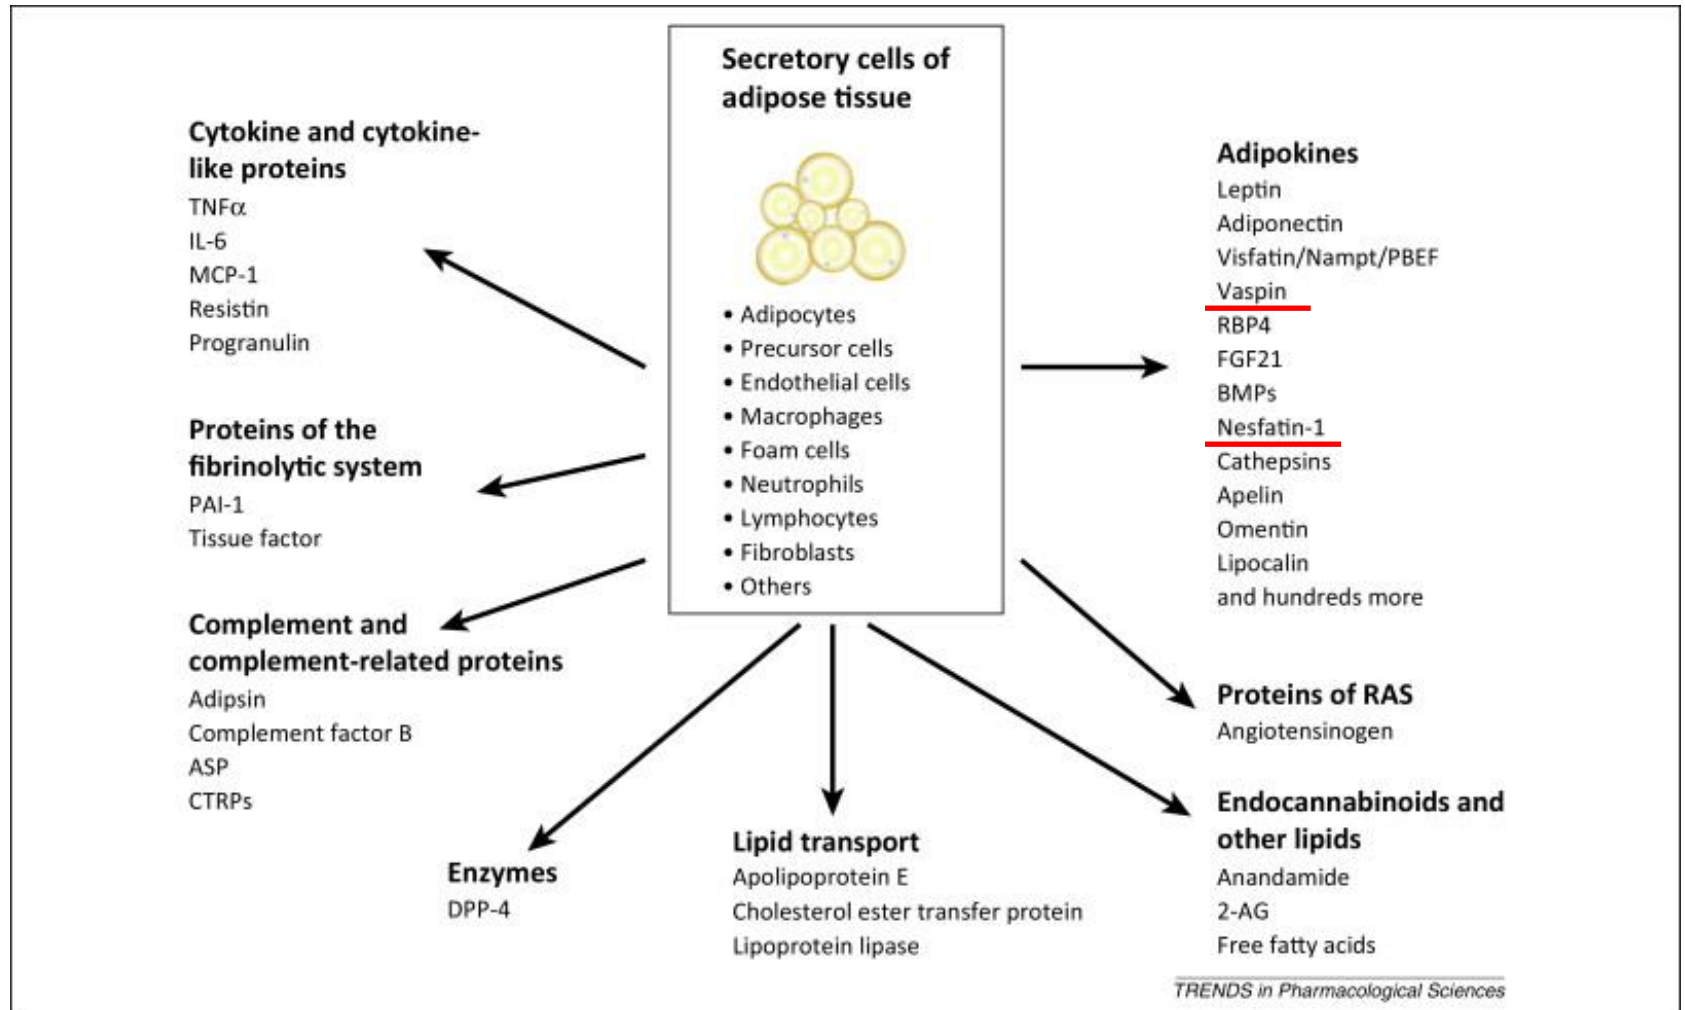 Secretory cells of
adipose tissue
• Adipocytes
• Precursor cells
• Endothelial cells
• Macrophages
• Foam cells
• Neutrophils
• Lymphocytes
• Fibroblasts
• Others
Cytokine and cytokine-
like proteins
TNFα
IL-6
MCP-1
Resistin
Progranulin
Proteins of the
fibrinolytic system
PAI-1
Tissue factor
Complement and
complement-related proteins
Adipsin
Complement factor B
ASP
CTRPs
Enzymes
DPP-4
Lipid transport
Apolipoprotein E
Cholesterol ester transfer protein
Lipoprotein lipase
Adipokines
Leptin
Adiponectin
Visfatin/Nampt/PBEF
Vaspin
RBP4
FGF21
BMPs
Nesfatin-1
Cathepsins
Apelin
Omentin
Lipocalin
and hundreds more
Proteins of RAS
Angiotensinogen
Endocannabinoids and
other lipids
Anandamide
2-AG
Free fatty acids
TRENDS in Pharmacological Sciences